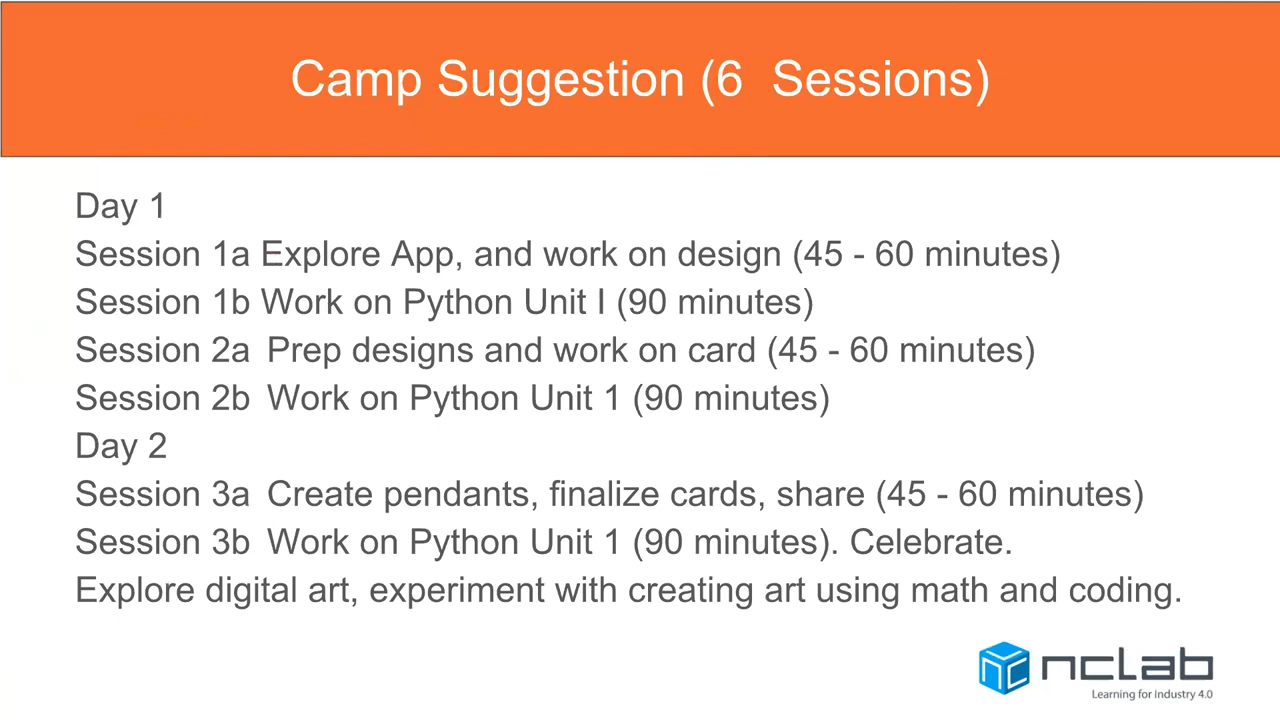 Camp Suggestion (6 Sessions)
Day 1
Session 1a Explore App, and work on design (45 - 60 minutes)
Session 1b Work on Python Unit I (90 minutes)
Session 2a Prep designs and work on card (45 - 60 minutes)
Session 2b Work on Python Unit 1 (90 minutes)
Day 2
Session 3a Create pendants, finalize cards, share (45 - 60 minutes)
Session 3b Work on Python Unit 1 (90 minutes). Celebrate.
Explore digital art, experiment with creating art using math and coding.
nclab
Learning for Industry 4.0